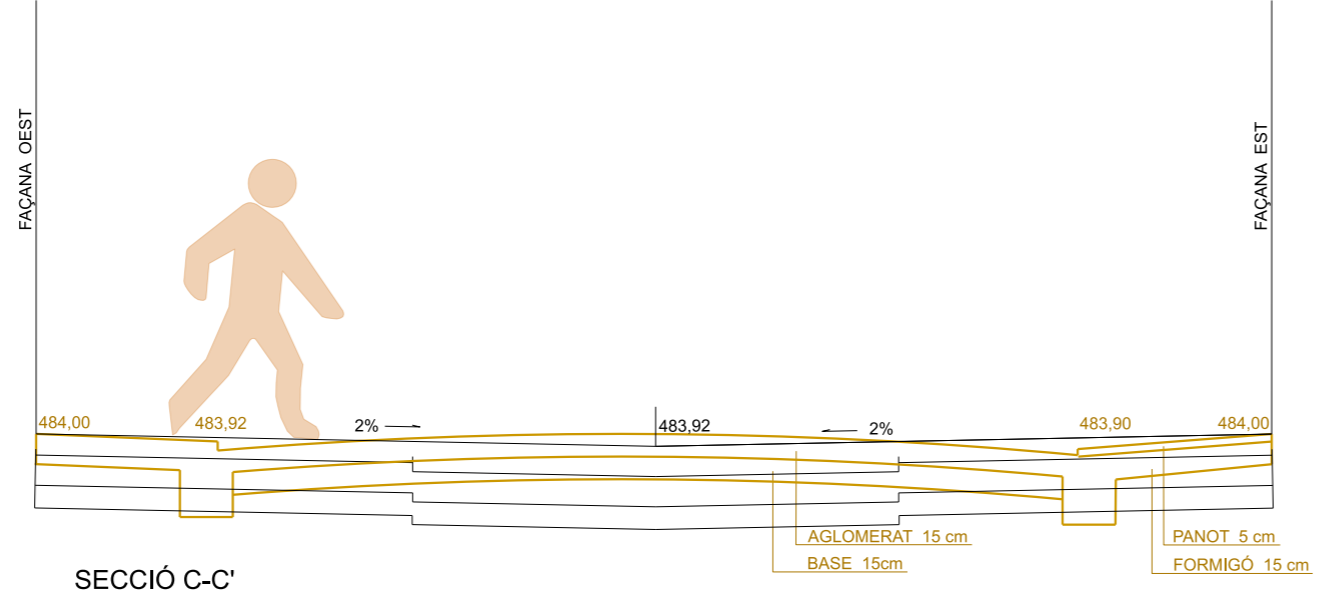 FAÇANA OEST
FAÇANA EST
484,00
483,92
2%
483,92
2%
483,90
484,00
AGLOMERAT 15 cm
BASE 15cm
PANOT 5 cm
FORMIGÓ 15 cm
SECCIÓ C-C'